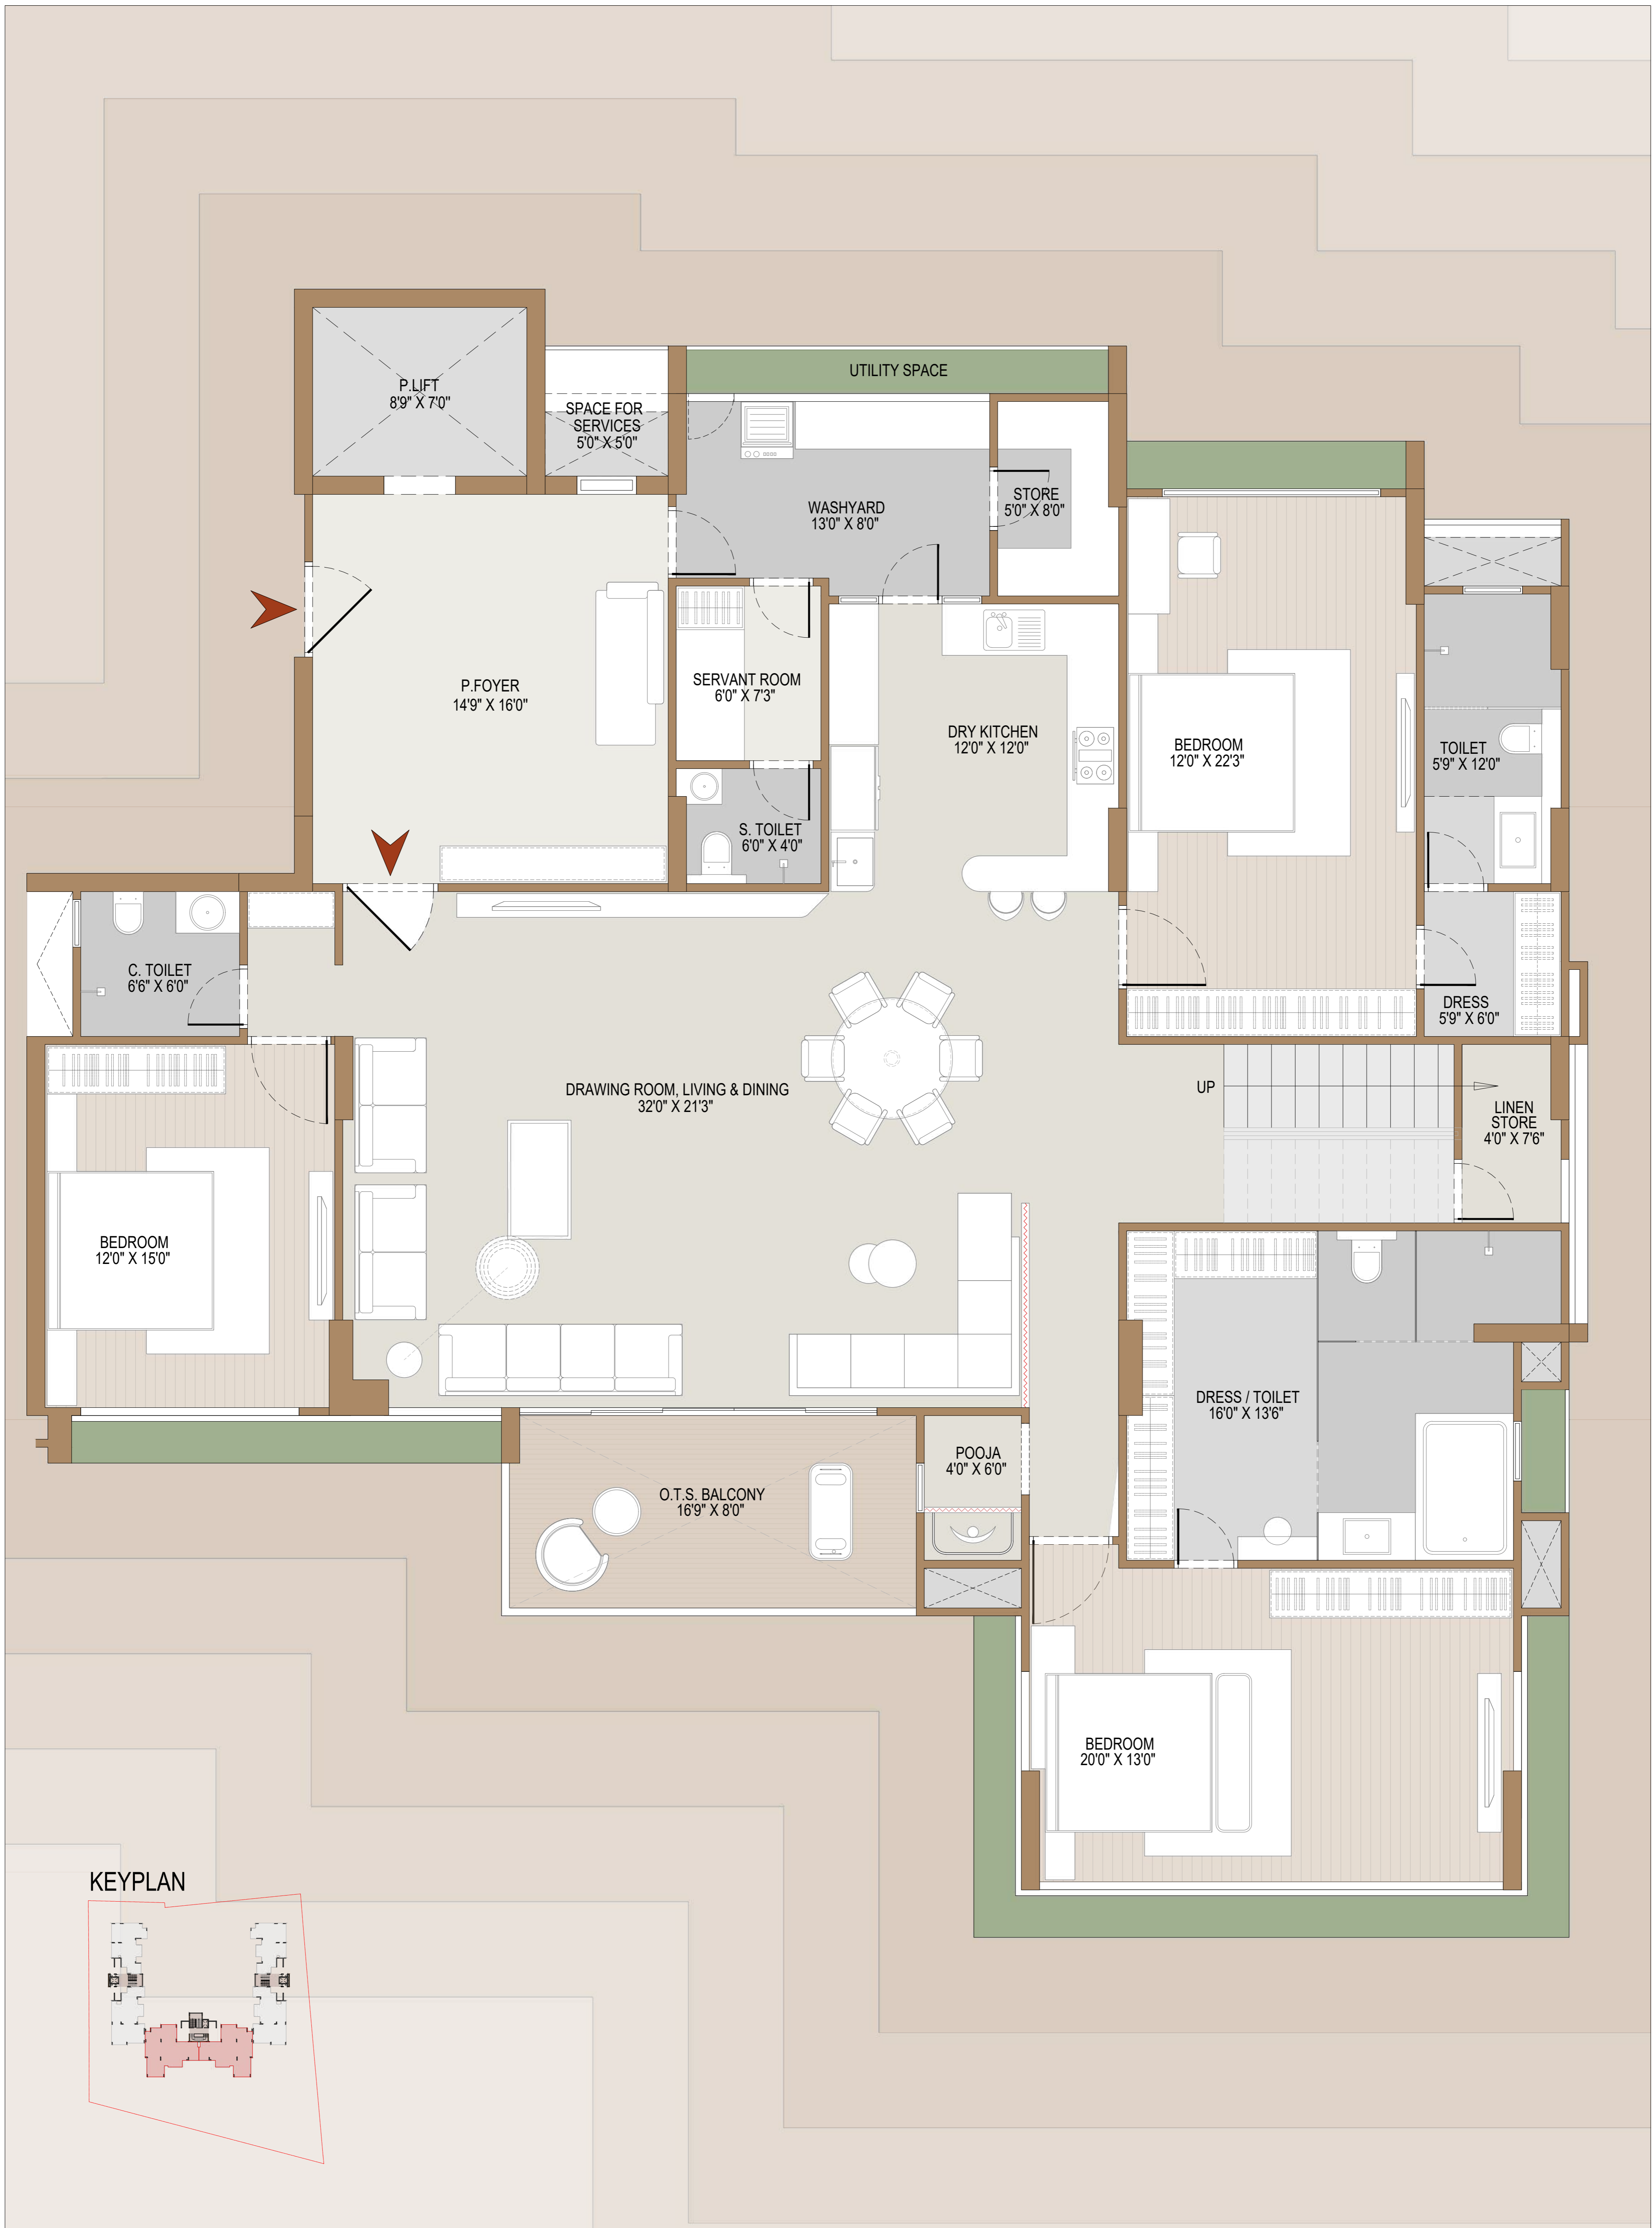 UTILITY SPACE
P.LIFT
8'9" X 7'0"
SPACE FOR
SERVICES
5'0" X 5'0"
WASHYARD
13'0" X 8'0"
STORE
5'0" X 8'0"
P.FOYER
14'9" X 16'0"
SERVANT ROOM
6'0" X 7'3"
DRY KITCHEN
12'0" X 12'0"
BEDROOM
12'0" X 22'3"
TOILET
5'9" X 12'0"
S. TOILET
6'0" X 4'0"
C. TOILET
6'6" X 6'0"
DRESS
5'9" X 6'0"
DRAWING ROOM, LIVING & DINING
32'0" X 21'3"
UP
LINEN
STORE
4'0" X 7'6"
BEDROOM
12'0" X 15'0"
DRESS / TOILET
16'0" X 13'6"
POOJA
4'0" X 6'0"
O.T.S. BALCONY
16'9" X 8'0"
BEDROOM
20'0" X 13'0"
KEYPLAN